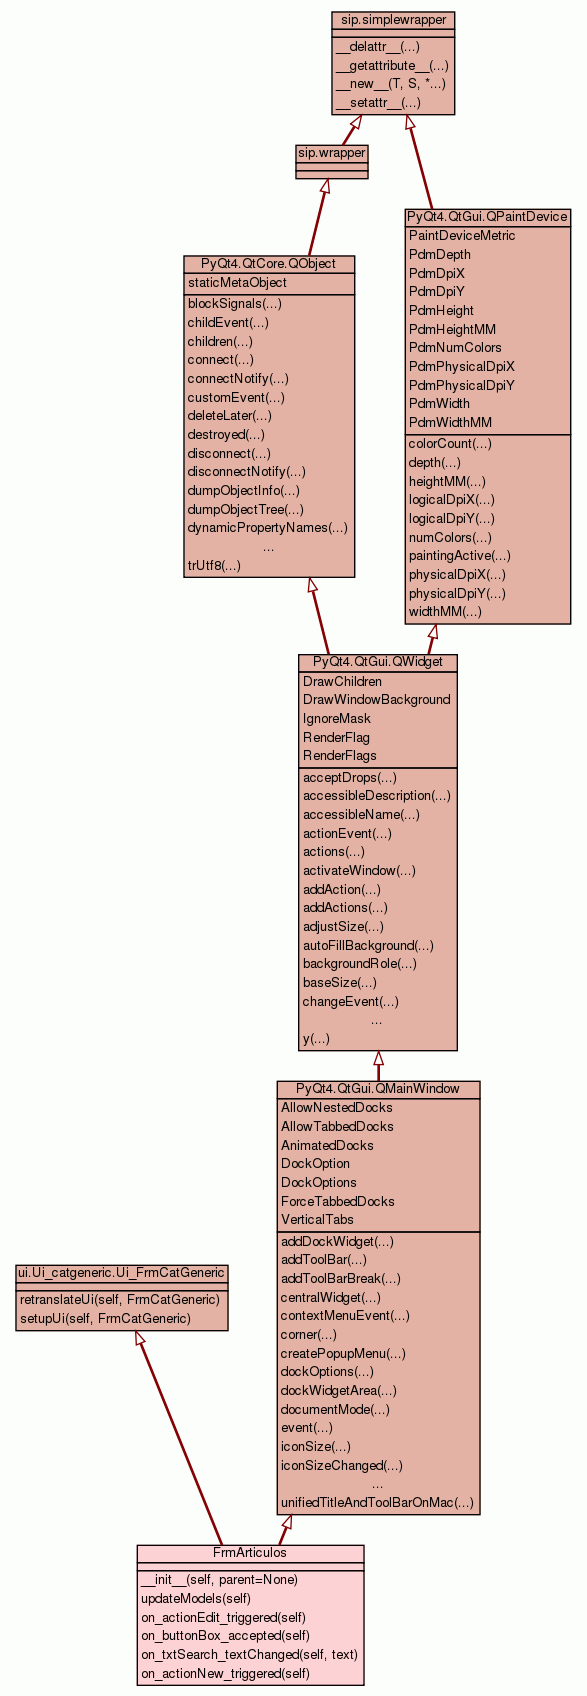 sip.simplewrapper
__delattr__(...)
__getattribute__(...)
__new__(T, S, *...)
__setattr__(...)
sip.wrapper
PyQt4.QtGui.QPaintDevice
PaintDeviceMetric
PdmDepth
PdmDpiX
PdmDpiY
PdmHeight
PdmHeightMM
PdmNumColors
PdmPhysicalDpiX
PdmPhysicalDpiY
PdmWidth
PdmWidthMM
colorCount(...)
depth(...)
heightMM(...)
logicalDpiX(...)
logicalDpiY(...)
numColors(...)
paintingActive(...)
physicalDpiX(...)
physicalDpiY(...)
widthMM(...)
PyQt4.QtCore.QObject
staticMetaObject
blockSignals(...)
childEvent(...)
children(...)
connect(...)
connectNotify(...)
customEvent(...)
deleteLater(...)
destroyed(...)
disconnect(...)
disconnectNotify(...)
dumpObjectInfo(...)
dumpObjectTree(...)
dynamicPropertyNames(...)
...
trUtf8(...)
PyQt4.QtGui.QWidget
DrawChildren
DrawWindowBackground
IgnoreMask
RenderFlag
RenderFlags
acceptDrops(...)
accessibleDescription(...)
accessibleName(...)
actionEvent(...)
actions(...)
activateWindow(...)
addAction(...)
addActions(...)
adjustSize(...)
autoFillBackground(...)
backgroundRole(...)
baseSize(...)
changeEvent(...)
...
y(...)
PyQt4.QtGui.QMainWindow
AllowNestedDocks
AllowTabbedDocks
AnimatedDocks
DockOption
DockOptions
ForceTabbedDocks
VerticalTabs
addDockWidget(...)
addToolBar(...)
addToolBarBreak(...)
centralWidget(...)
contextMenuEvent(...)
corner(...)
createPopupMenu(...)
dockOptions(...)
dockWidgetArea(...)
documentMode(...)
event(...)
iconSize(...)
iconSizeChanged(...)
...
unifiedTitleAndToolBarOnMac(...)
ui.Ui_catgeneric.Ui_FrmCatGeneric
retranslateUi(self, FrmCatGeneric)
setupUi(self, FrmCatGeneric)
FrmArticulos
__init__(self, parent=None)
updateModels(self)
on_actionEdit_triggered(self)
on_buttonBox_accepted(self)
on_txtSearch_textChanged(self, text)
on_actionNew_triggered(self)